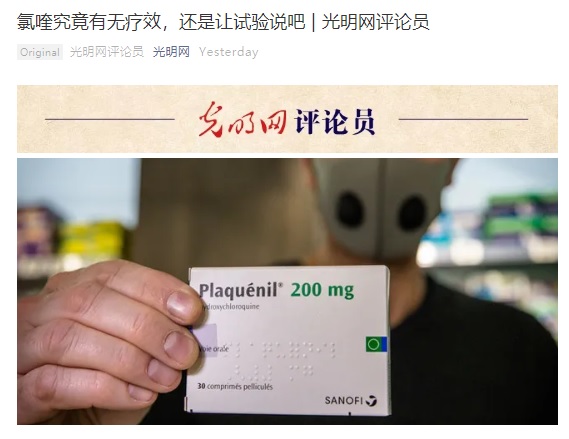 氯喹究竟有无疗效，还是让试验说吧 | 光明网评论员
Original 光明网评论员 光明网 Yesterday
光明网 评论员
Plaquénil® 200 mg
hydroxychloroquine
Voie orale
30 comprimés pelliculés
SANOFI